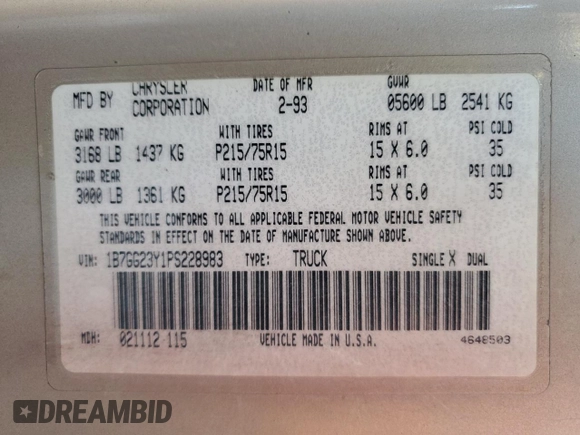 MFD BY CHRYSLER CORPORATION DATE OF MFR 2-93 GVWR 05600 LB 2541 KG
GAWR FRONT WITH TIRES RIMS AT PSI COLD
3168 LB 1437 KG P215/75R15 15 X 6.0 35
GAWR REAR WITH TIRES RIMS AT PSI COLD
3000 LB 1361 KG P215/75R15 15 X 6.0 35
THIS VEHICLE CONFORMS TO ALL APPLICABLE FEDERAL MOTOR VEHICLE SAFETY
STANDARDS IN EFFECT ON THE DATE OF MANUFACTURE SHOWN ABOVE.
VIN: 1B7GG23Y1PS228983 TYPE: TRUCK SINGLE X DUAL
MDH: 021112 115 VEHICLE MADE IN U.S.A. 4648503
DREAMBID